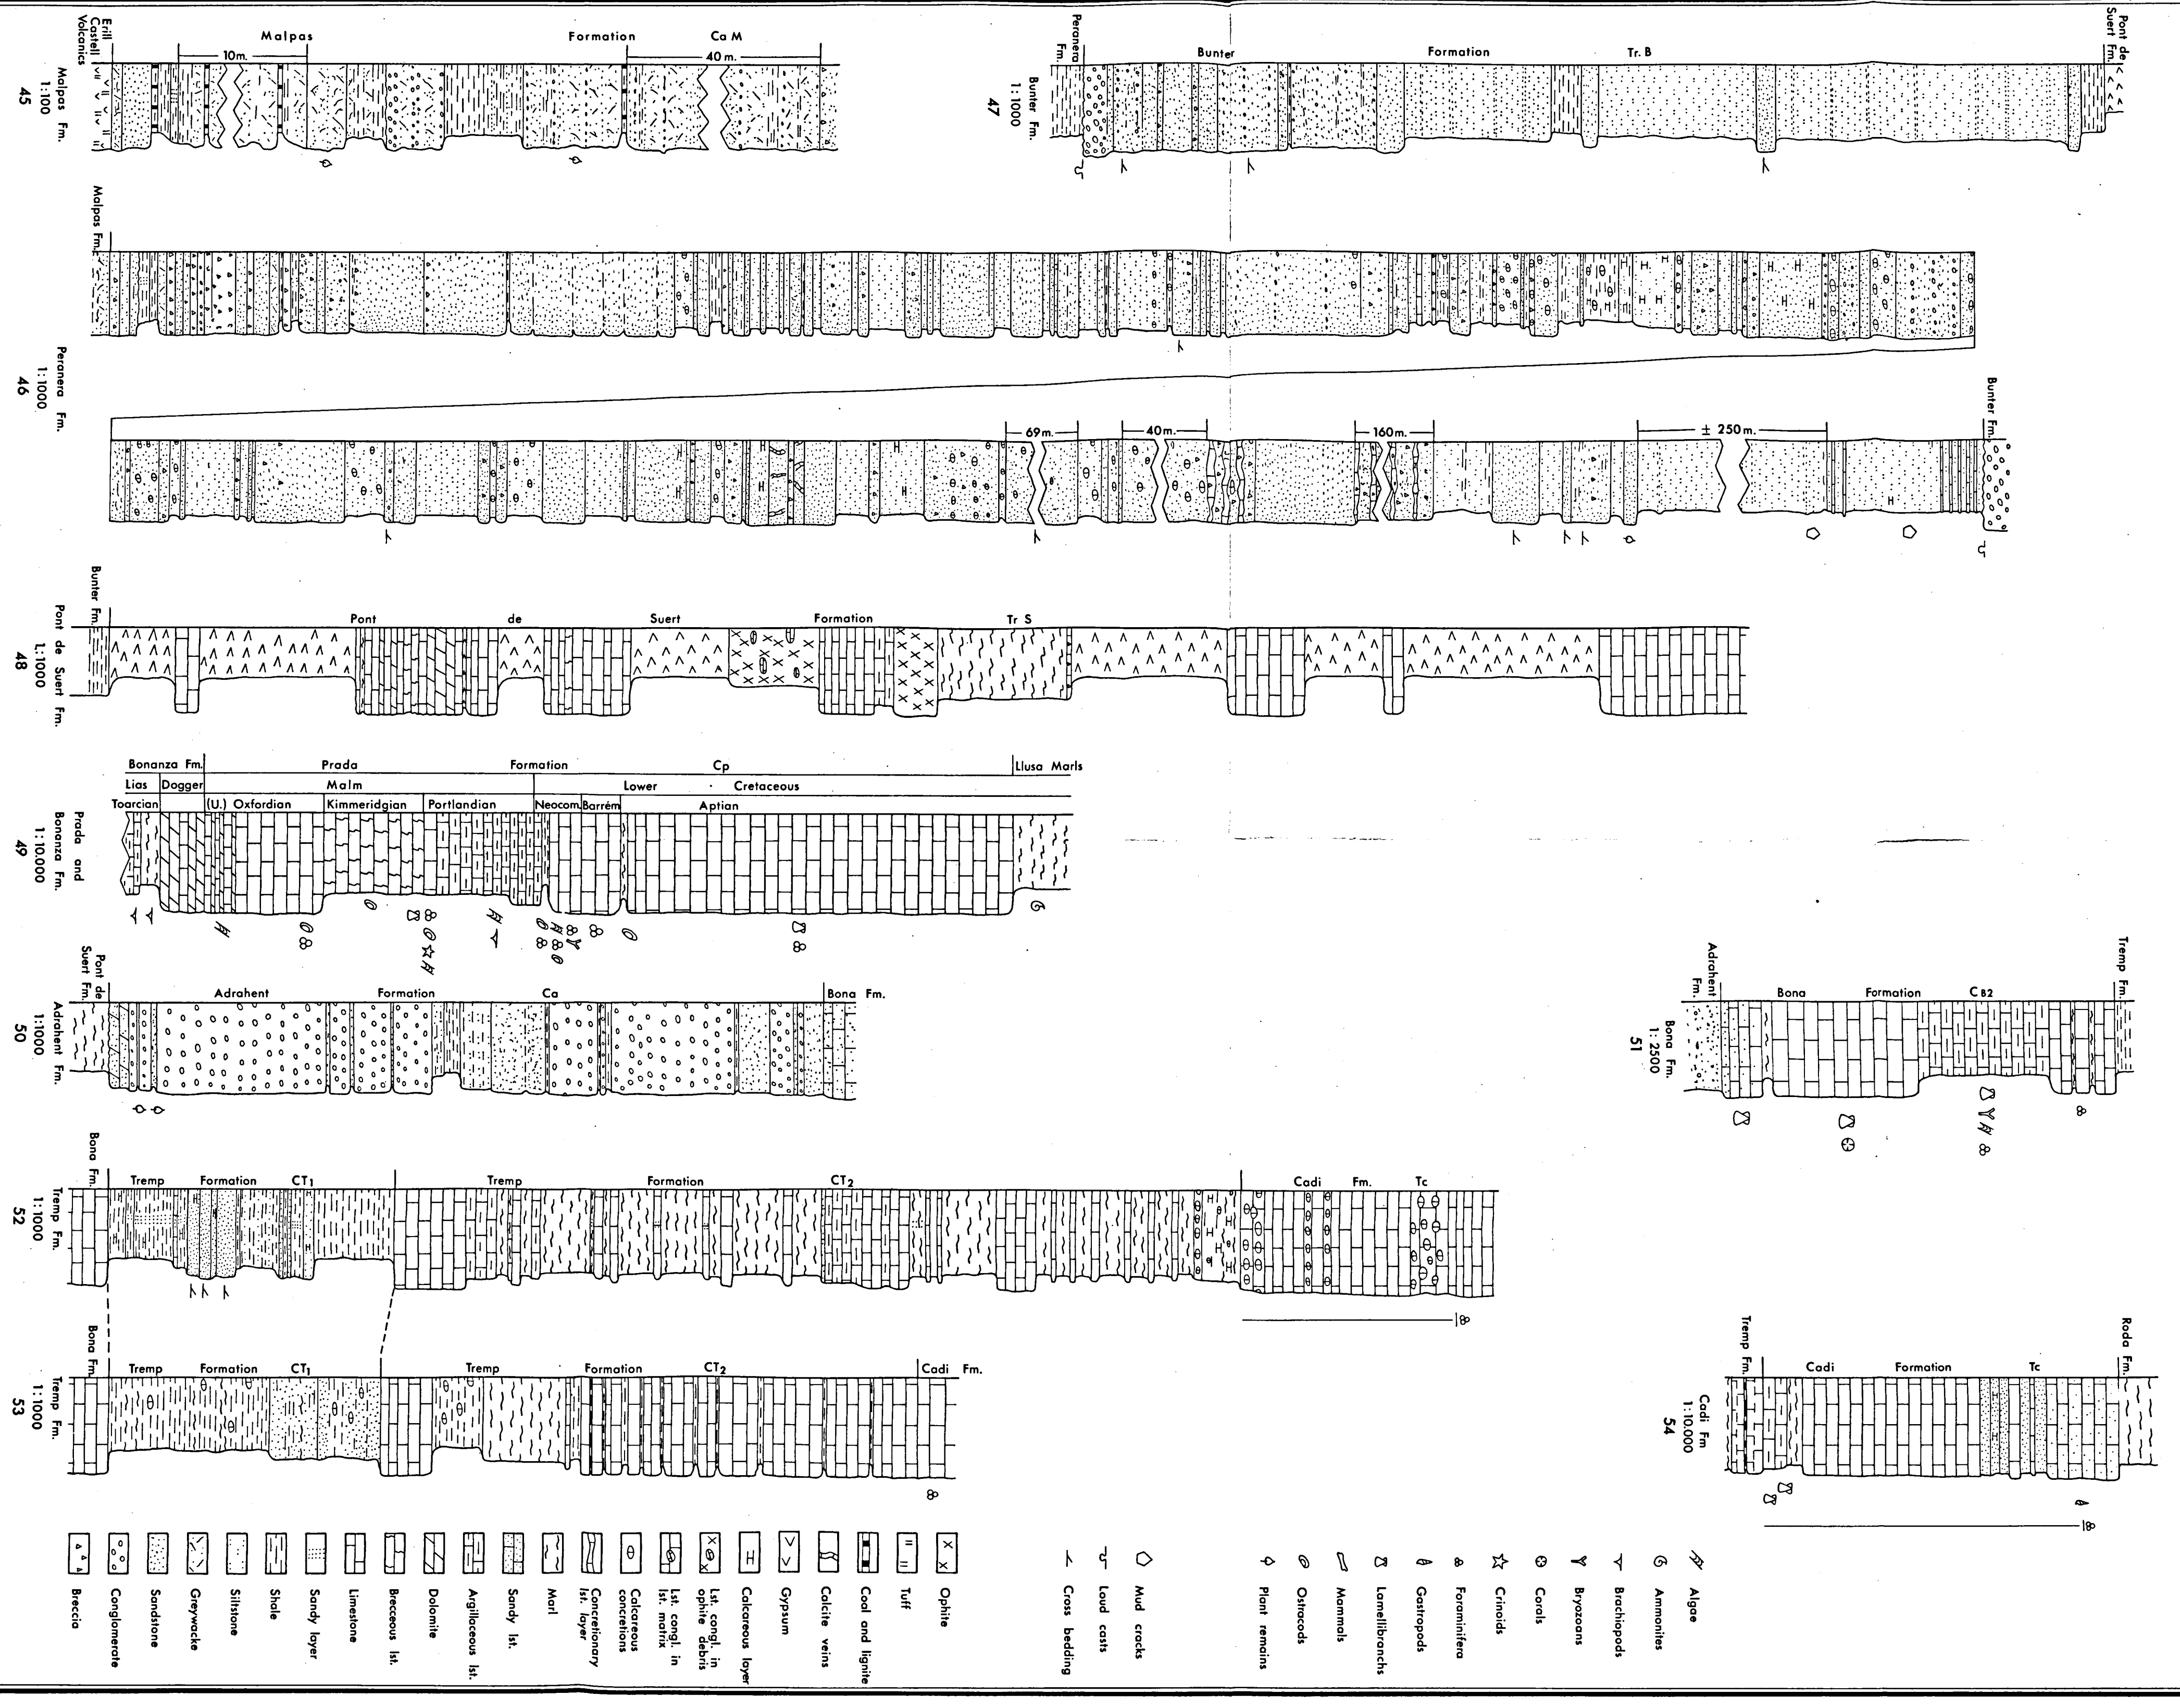 Erill
Castell
Volcanics
Malpas Formation Ca M
10m. 40 m.
Malpas Fm.
1:100
45
Peranera
Fm.
Bunter Formation Tr. B
Pont de
Suert Fm.
Bunter Fm.
1:1000
47
Malpas Fm.
Peranera Fm.
1:1000
46
69m. 40m. 160m. ± 250m.
Bunter Fm.
Bunter Fm.
Pont de Suert Formation Tr S
Pont de Suert Fm.
1:1000
48
Bonanza Fm. Prada Formation Cp Llusa Marls
Lias Dogger Malm Lower Cretaceous
Toarcian (U.) Oxfordian Kimmeridgian Portlandian Neocom. Barrém Aptian
Prada and
Bonanza Fm.
1:10.000
49
Pont de
Suert Fm.
Adrahent Formation Ca Bona Fm.
Adrahent Fm.
1:1000
50
Adrahent
Fm.
Bona Formation CB2
Tremp Fm.
Bona Fm.
1:2500
51
Bona Fm.
Tremp Formation CT1 Tremp Formation CT2 Cadi Fm. Tc
Tremp Fm.
1:1000
52
Bona Fm.
Tremp Formation CT1 Tremp Formation CT2 Cadi Fm.
Tremp Fm.
1:1000
53
Tremp Fm.
Cadi Formation Tc
Roda Fm.
Cadi Fm
1:10.000
54
Breccia
Conglomerate
Sandstone
Greywacke
Siltstone
Shale
Sandy layer
Limestone
Brecceous lst.
Dolomite
Argillaceous lst.
Sandy lst.
Marl
Concretionary
lst. layer
Calcareous
concretions
Lst. congl. in
lst. matrix
Lst. congl. in
ophite debris
Calcareous layer
Gypsum
Calcite veins
Coal and lignite
Tuff
Ophite
Cross bedding
Loud casts
Mud cracks
Plant remains
Ostracods
Mammals
Lamellibranchs
Gastropods
Foraminifera
Crinoids
Corals
Bryozoans
Brachiopods
Ammonites
Algae